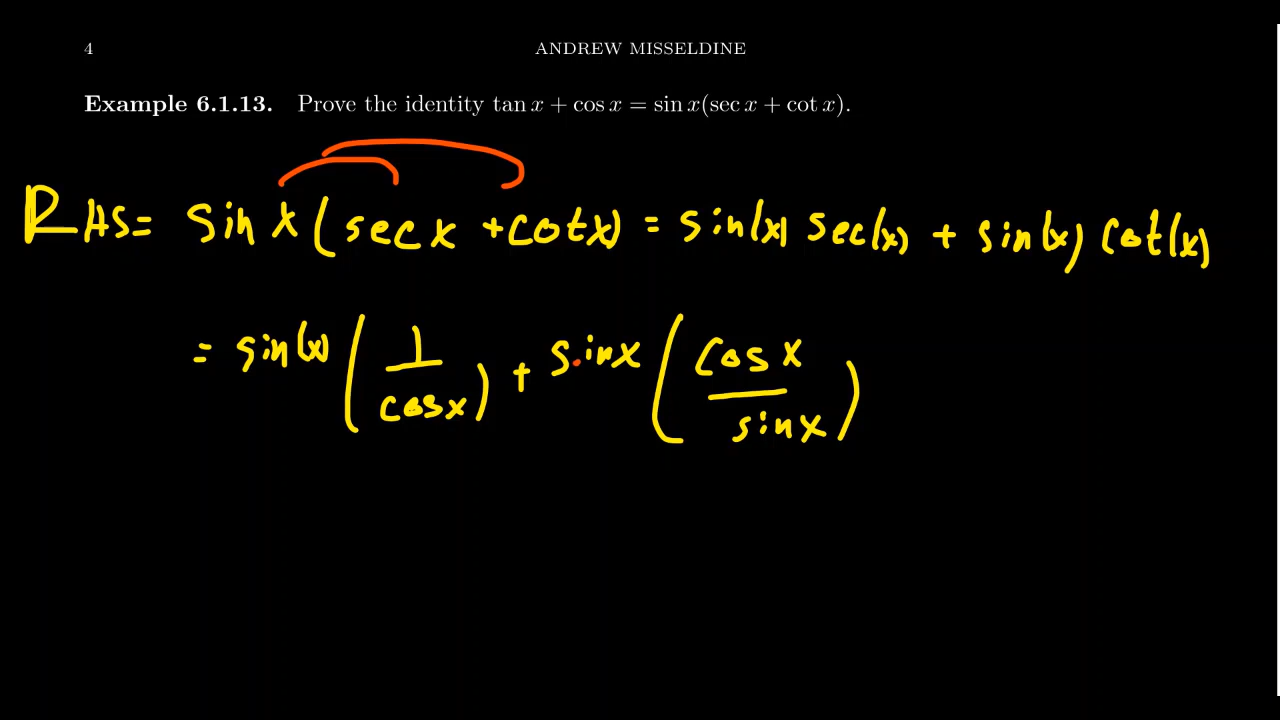 4 ANDREW MISSELDINE
Example 6.1.13. Prove the identity tan x + cos x = sin x(sec x + cot x).
RHS= sin x (sec x + cot x) = sin(x) sec(x) + sin(x) cot(x)
= sin(x) (1/cos x) + sin x (cos x/sin x)